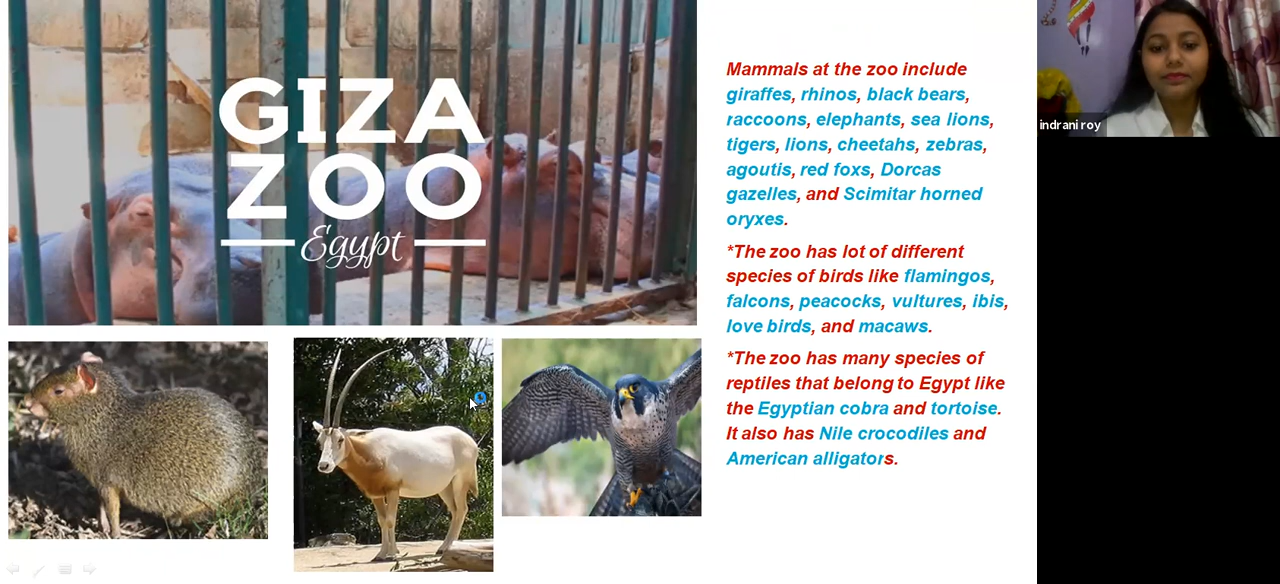 GIZA
ZOO
Egypt
Mammals at the zoo include
giraffes, rhinos, black bears,
raccoons, elephants, sea lions,
tigers, lions, cheetahs, zebras,
agoutis, red foxs, Dorcas
gazelles, and Scimitar horned
oryxes.
*The zoo has lot of different
species of birds like flamingos,
falcons, peacocks, vultures, ibis,
love birds, and macaws.
*The zoo has many species of
reptiles that belong to Egypt like
the Egyptian cobra and tortoise.
It also has Nile crocodiles and
American alligators.
indrani roy